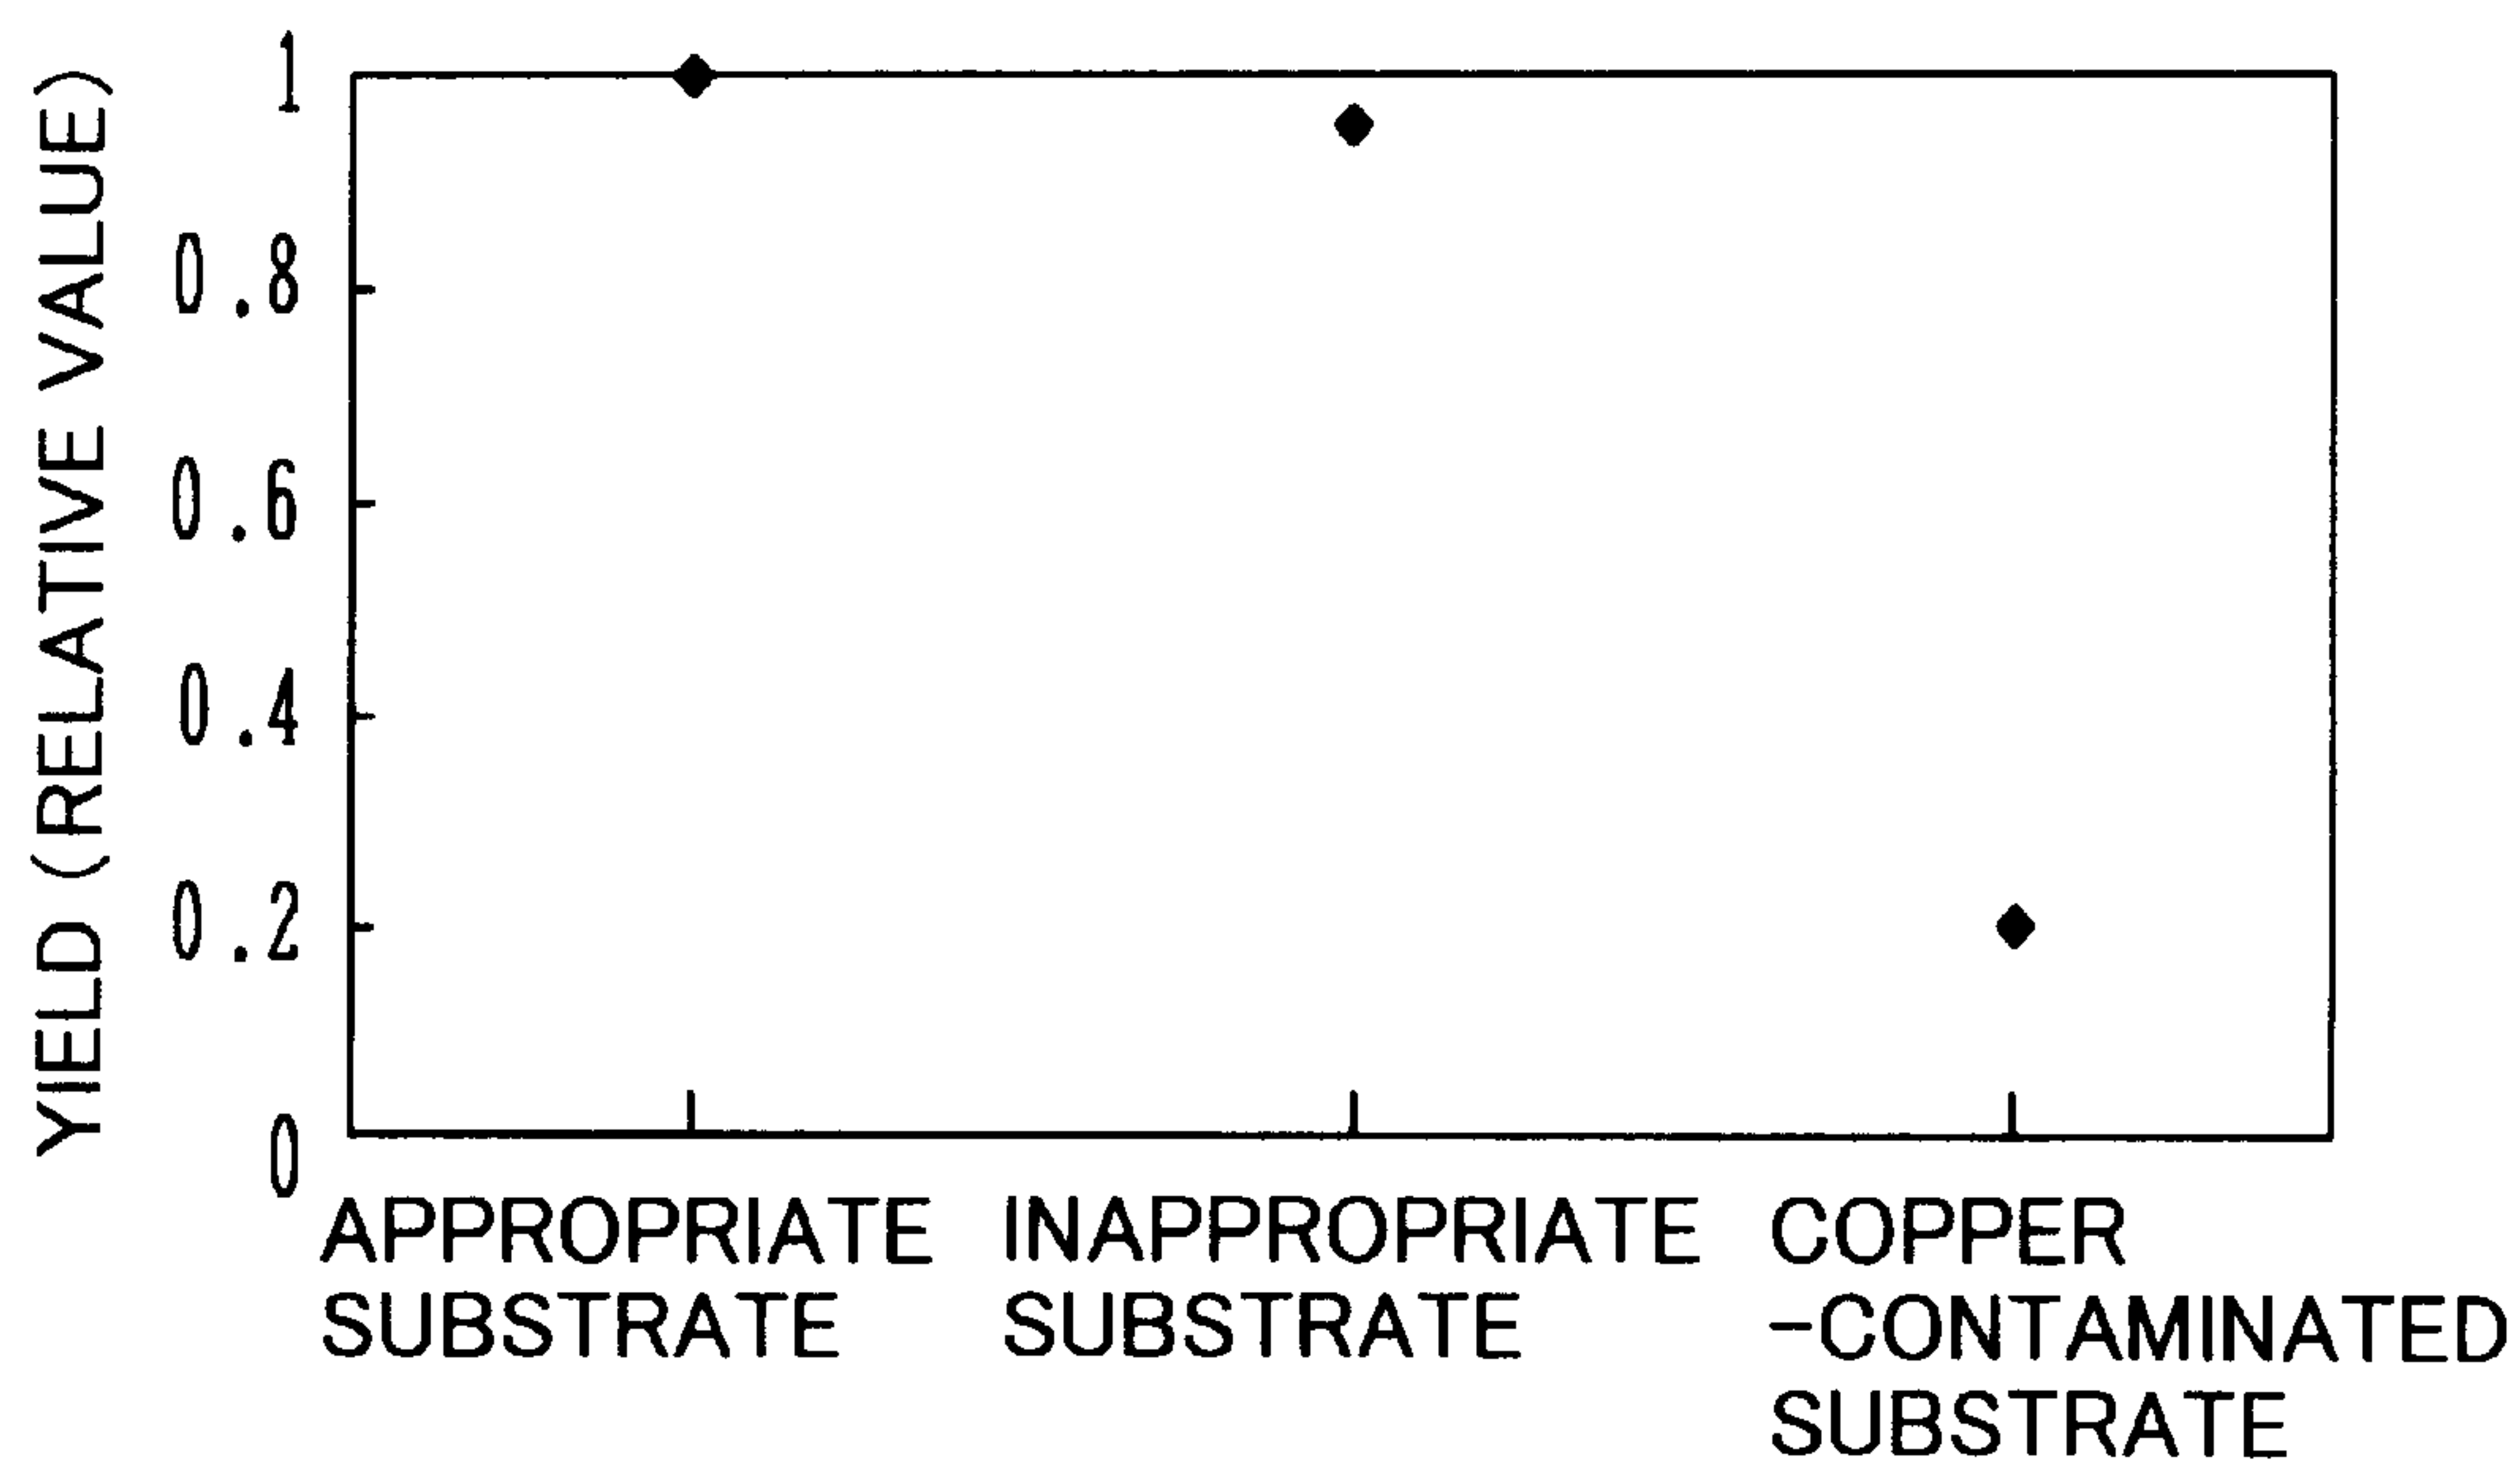 YIELD (RELATIVE VALUE)
1
0.8
0.6
0.4
0.2
0
APPROPRIATE
SUBSTRATE
INAPPROPRIATE
SUBSTRATE
COPPER
-CONTAMINATED
SUBSTRATE